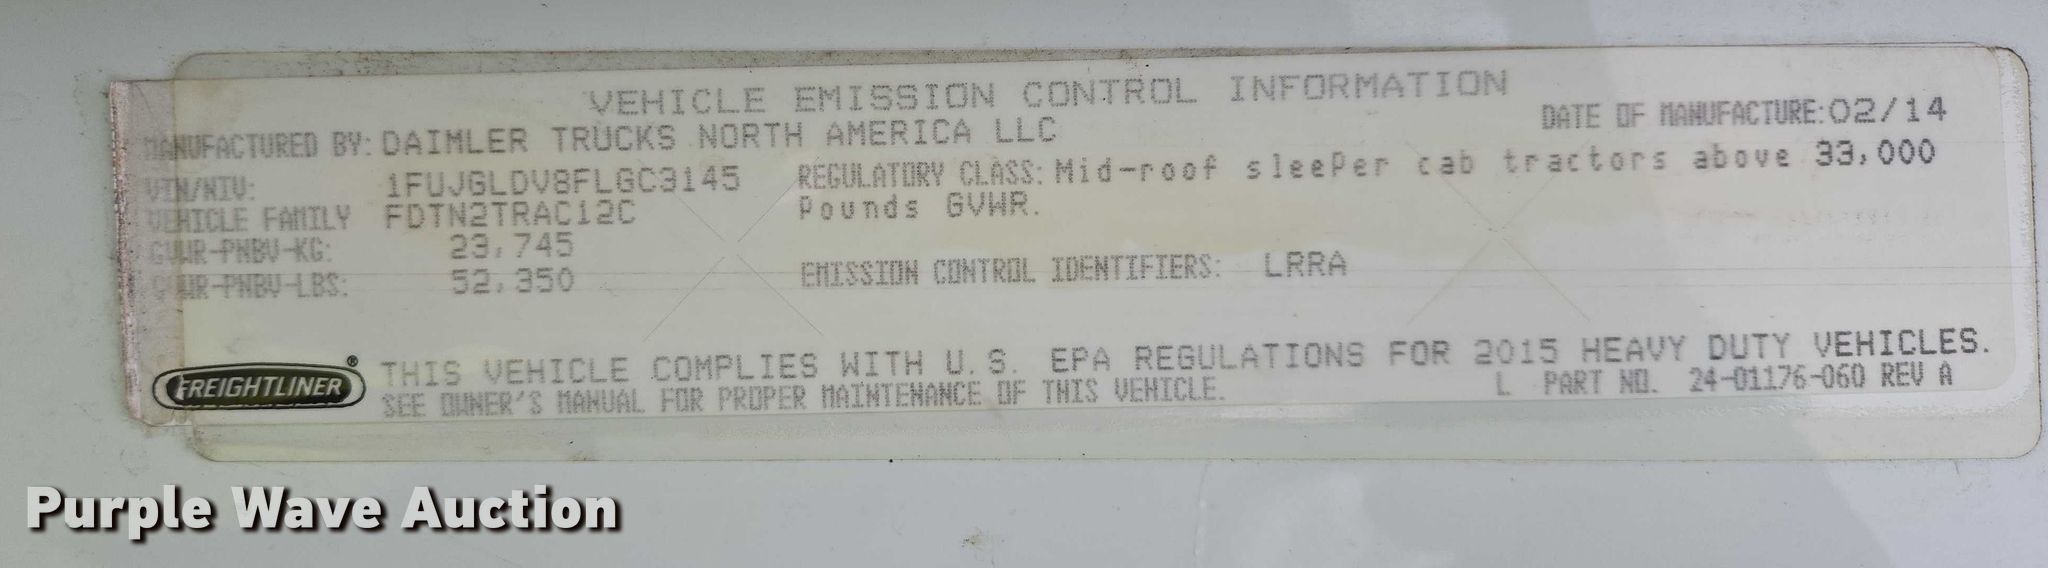 VEHICLE EMISSION CONTROL INFORMATION
DATE OF MANUFACTURE: 02/14
MANUFACTURED BY: DAIMLER TRUCKS NORTH AMERICA LLC
VIN/NIV: 1FUJGLDV8FLGC3145
REGULATORY CLASS: Mid-roof sleeper cab tractors above 33,000
Pounds GVWR.
VEHICLE FAMILY FDTN2TRAC12C
GVWR-PNBV-KG: 23,745
GVWR-PNBV-LBS: 52,350
EMISSION CONTROL IDENTIFIERS: LRRA
FREIGHTLINER®
THIS VEHICLE COMPLIES WITH U.S. EPA REGULATIONS FOR 2015 HEAVY DUTY VEHICLES.
SEE OWNER'S MANUAL FOR PROPER MAINTENANCE OF THIS VEHICLE. L PART NO. 24-01176-060 REV A
Purple Wave Auction